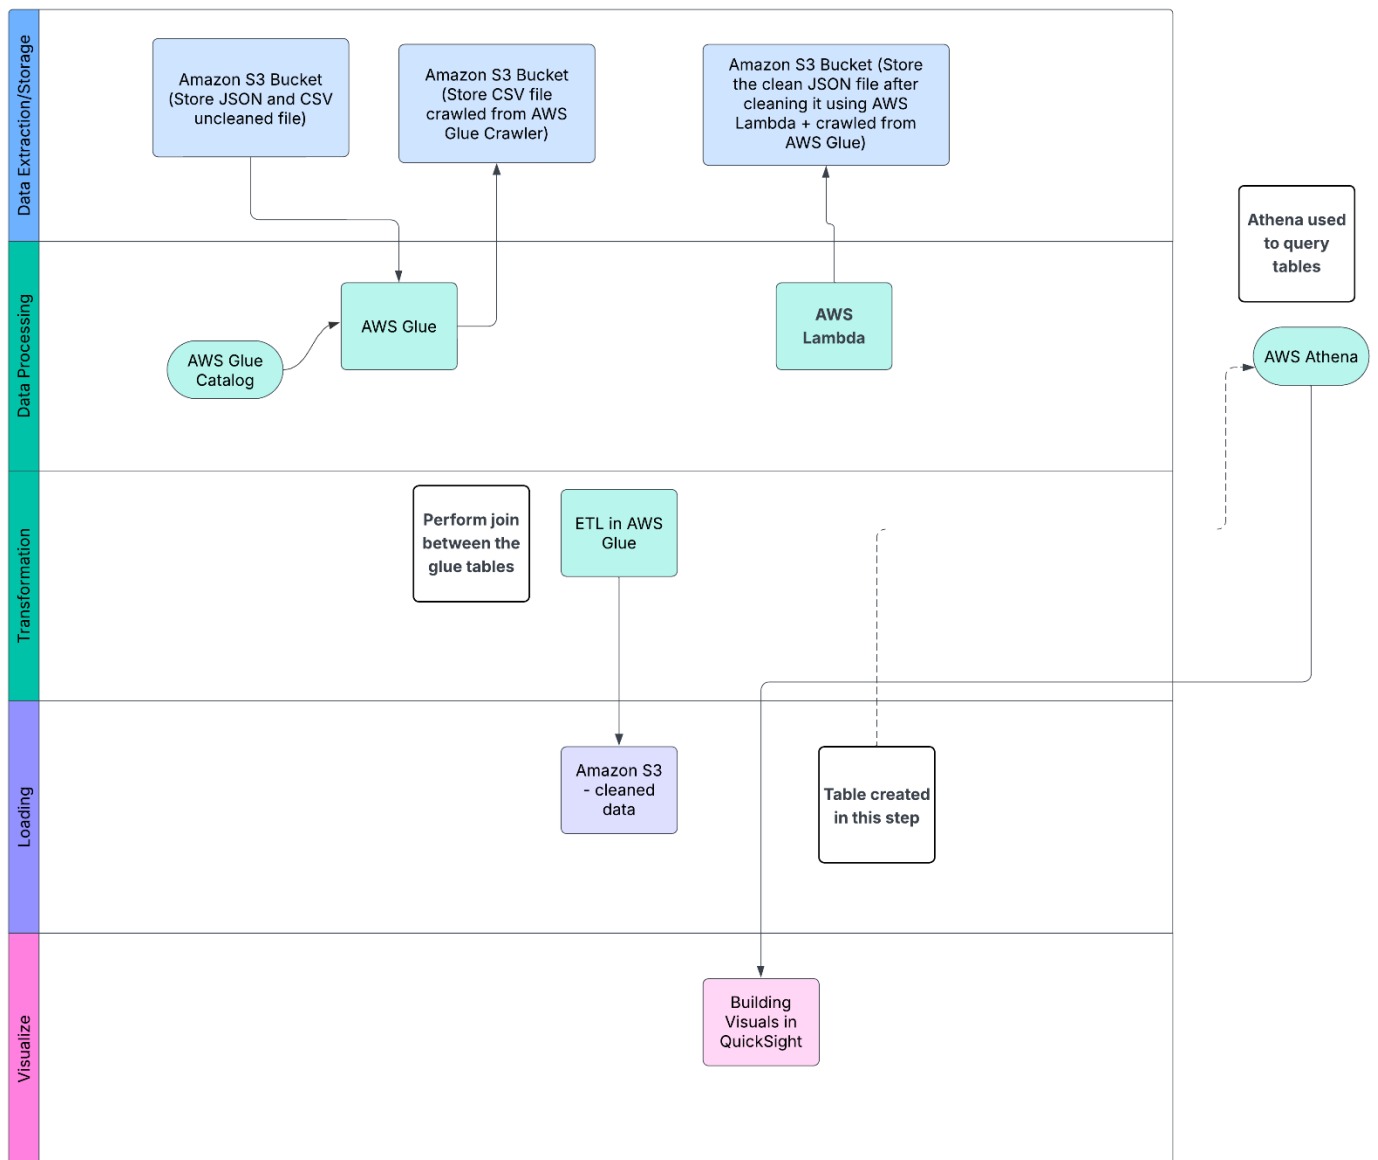 Data Extraction/Storage
Amazon S3 Bucket
(Store JSON and CSV
uncleaned file)
Amazon S3 Bucket
(Store CSV file
crawled from AWS
Glue Crawler)
Amazon S3 Bucket (Store
the clean JSON file after
cleaning it using AWS
Lambda + crawled from
AWS Glue)
Athena used
to query
tables
Data Processing
AWS Glue
Catalog
AWS Glue
AWS
Lambda
AWS Athena
Transformation
Perform join
between the
glue tables
ETL in AWS
Glue
Loading
Amazon S3
- cleaned
data
Table created
in this step
Visualize
Building
Visuals in
QuickSight